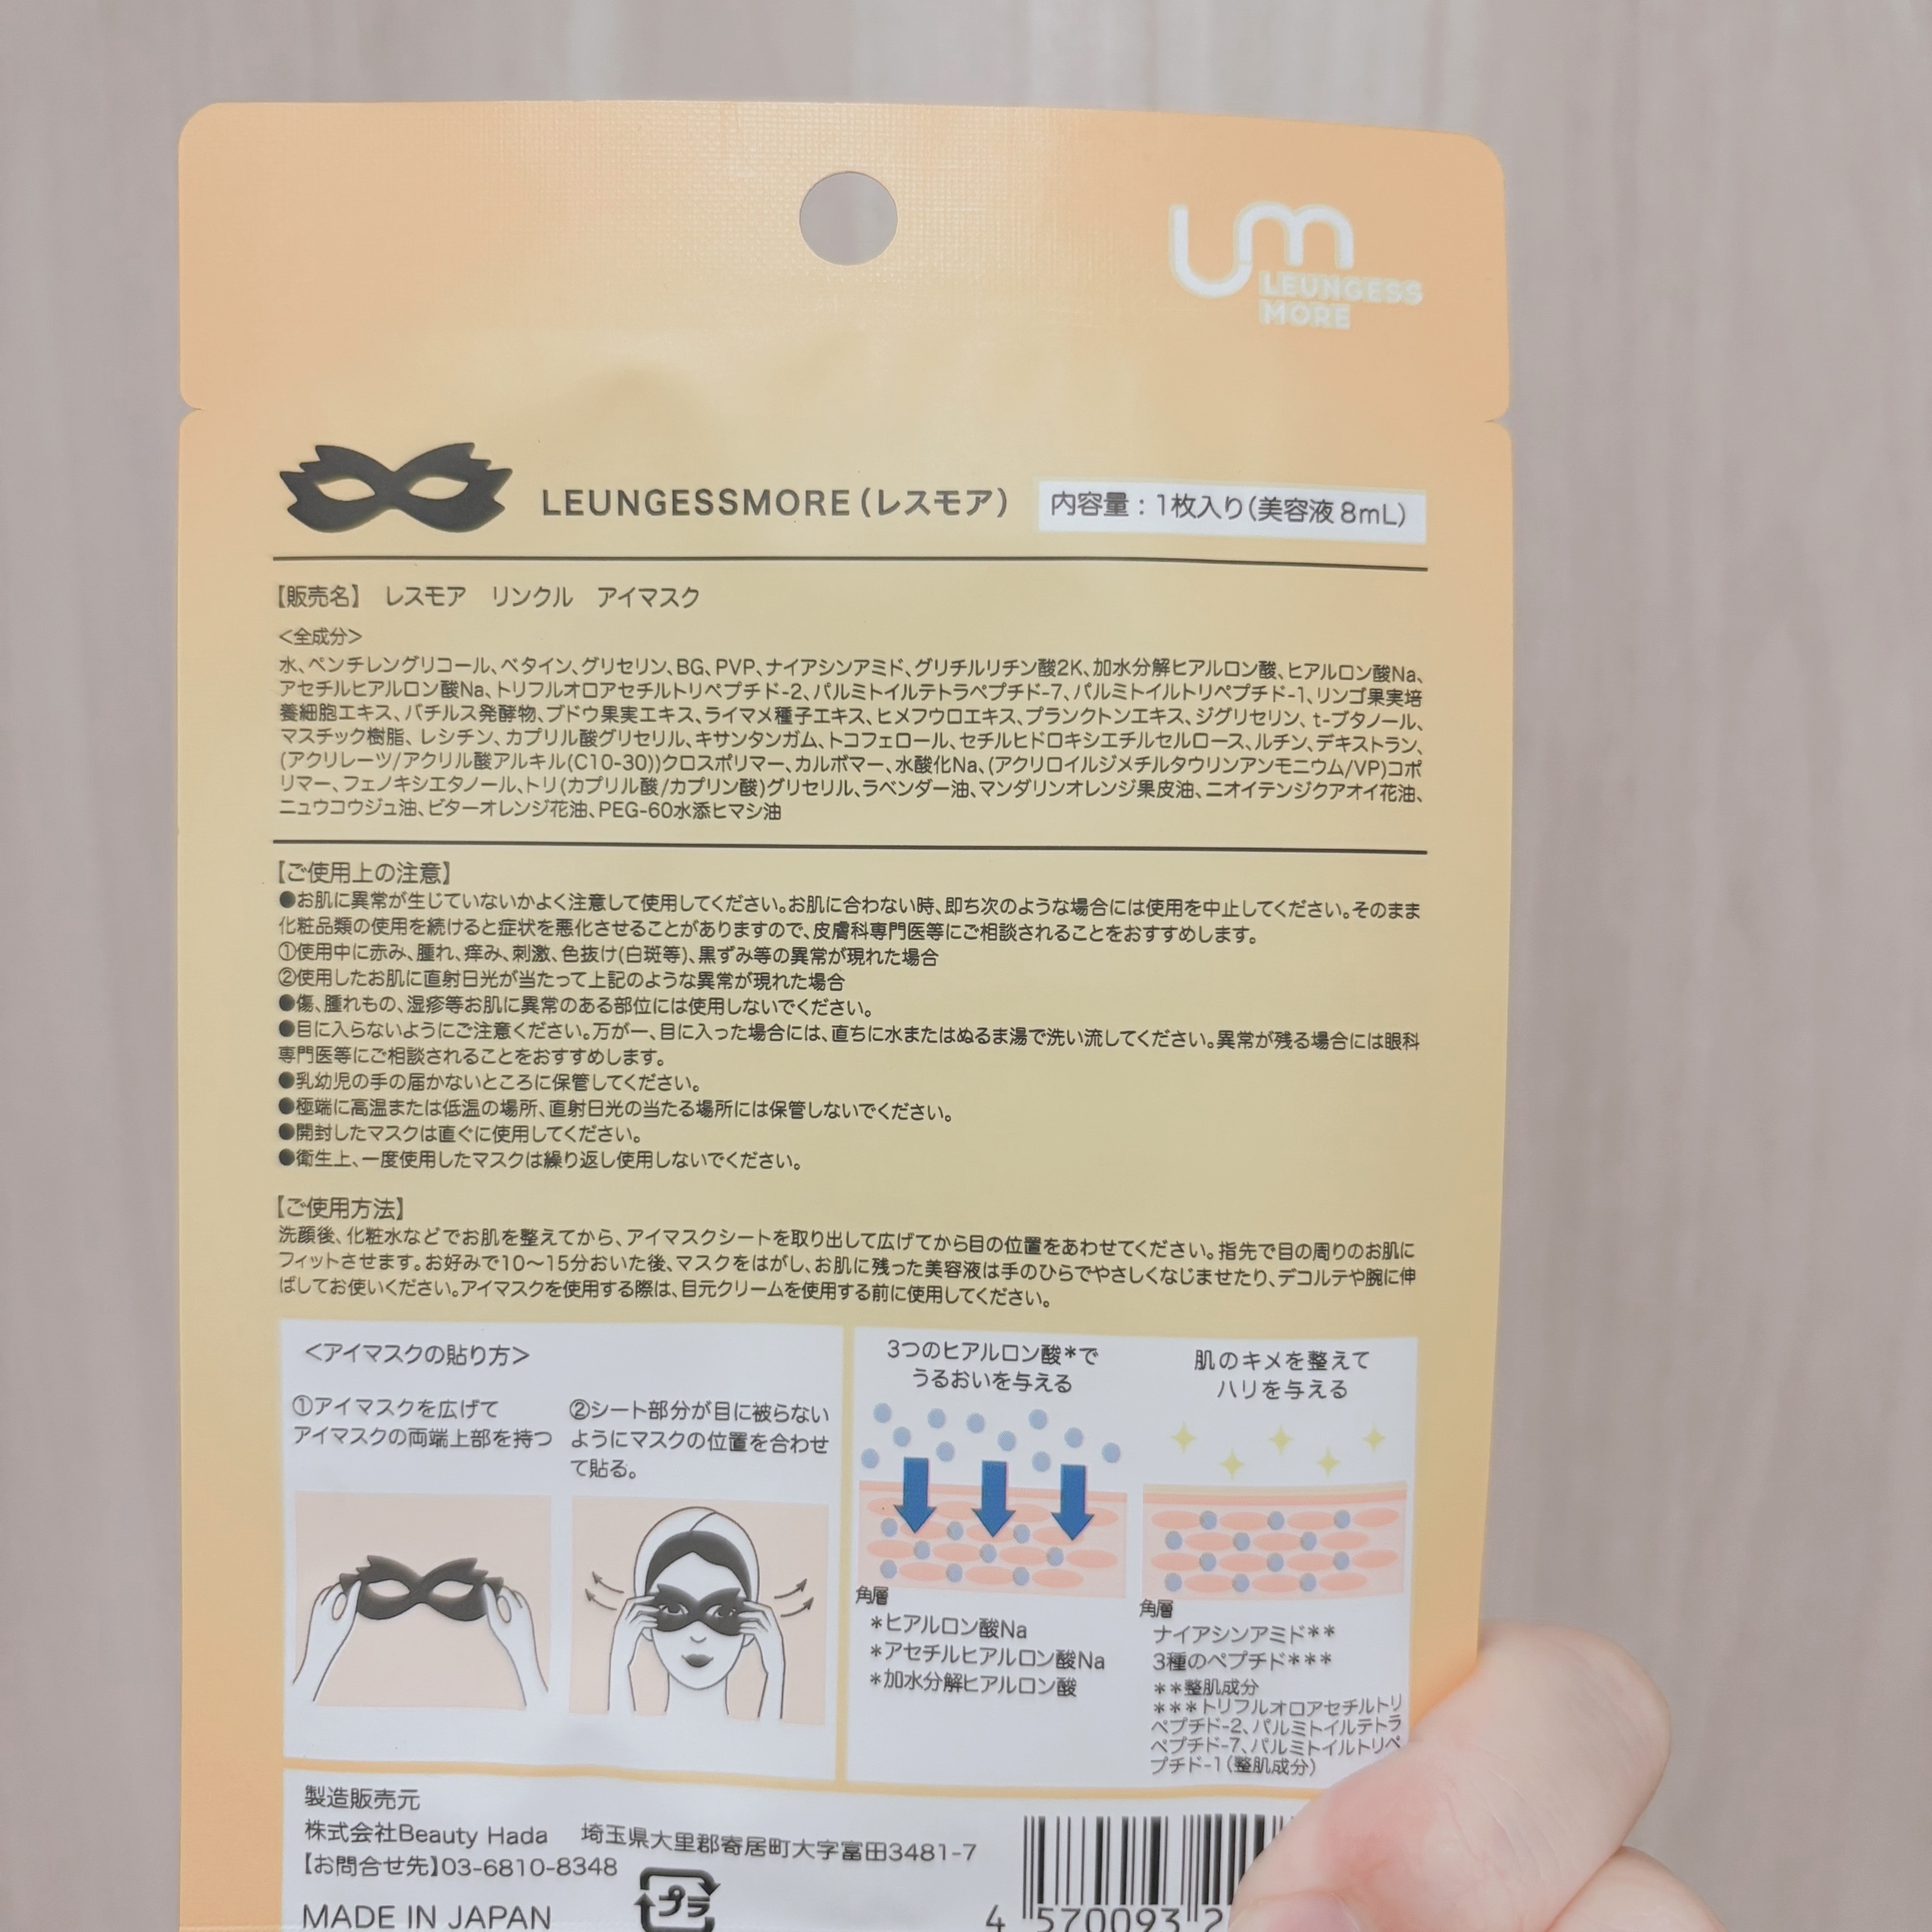 um
LEUNGESS
MORE
LEUNGESSMORE(レスモア)
内容量：1枚入り(美容液8mL)
【販売名】 レスモア リンクル アイマスク
<全成分>
水、ペンチレングリコール、ベタイン、グリセリン、BG、PVP、ナイアシンアミド、グリチルリチン酸2K、加水分解ヒアルロン酸、ヒアルロン酸Na、
アセチルヒアルロン酸Na、トリフルオロアセチルトリペプチド-2、パルミトイルテトラペプチド-7、パルミトイルトリペプチド-1、リンゴ果実培
養細胞エキス、バチルス発酵物、ブドウ果実エキス、ライマメ種子エキス、ヒメフウロエキス、プランクトンエキス、ジグリセリン、t-ブタノール、
マスチック樹脂、レシチン、カプリル酸グリセリル、キサンタンガム、トコフェロール、セチルヒドロキシエチルセルロース、ルチン、デキストラン、
(アクリレーツ/アクリル酸アルキル(C10-30))クロスポリマー、カルボマー、水酸化Na、(アクリロイルジメチルタウリンアンモニウム/VP)コポ
リマー、フェノキシエタノール、トリ(カプリル酸/カプリン酸)グリセリル、ラベンダー油、マンダリンオレンジ果皮油、ニオイテンジクアオイ花油、
ニュウコウジュ油、ビターオレンジ花油、PEG-60水添ヒマシ油
【ご使用上の注意】
●お肌に異常が生じていないかよく注意して使用してください。お肌に合わない時、即ち次のような場合には使用を中止してください。そのまま
化粧品類の使用を続けると症状を悪化させることがありますので、皮膚科専門医等にご相談されることをおすすめします。
①使用中に赤み、腫れ、痒み、刺激、色抜け(白斑等)、黒ずみ等の異常が現れた場合
②使用したお肌に直射日光が当たって上記のような異常が現れた場合
●傷、腫れもの、湿疹等お肌に異常のある部位には使用しないでください。
●目に入らないようにご注意ください。万が一、目に入った場合には、直ちに水またはぬるま湯で洗い流してください。異常が残る場合には眼科
専門医等にご相談されることをおすすめします。
●乳幼児の手の届かないところに保管してください。
●極端に高温または低温の場所、直射日光の当たる場所には保管しないでください。
●開封したマスクは直ぐに使用してください。
●衛生上、一度使用したマスクは繰り返し使用しないでください。
【ご使用方法】
洗顔後、化粧水などでお肌を整えてから、アイマスクシートを取り出して広げてから目の位置をあわせてください。指先で目の周りのお肌に
フィットさせます。お好みで10〜15分おいた後、マスクをはがし、お肌に残った美容液は手のひらでやさしくなじませたり、デコルテや腕に伸
ばしてお使いください。アイマスクを使用する際は、目元クリームを使用する前に使用してください。
<アイマスクの貼り方>
①アイマスクを広げて
アイマスクの両端上部を持つ
②シート部分が目に被らない
ようにマスクの位置を合わせ
て貼る。
3つのヒアルロン酸*で
うるおいを与える
角層
*ヒアルロン酸Na
*アセチルヒアルロン酸Na
*加水分解ヒアルロン酸
肌のキメを整えて
ハリを与える
角層
ナイアシンアミド**
3種のペプチド***
**整肌成分
***トリフルオロアセチルトリ
ペプチド-2、パルミトイルテトラ
ペプチド-7、パルミトイルトリペ
プチド-1(整肌成分)
製造販売元
株式会社Beauty Hada 埼玉県大里郡寄居町大字富田3481-7
【お問合せ先】03-6810-8348
MADE IN JAPAN
プラ
4 570093 2